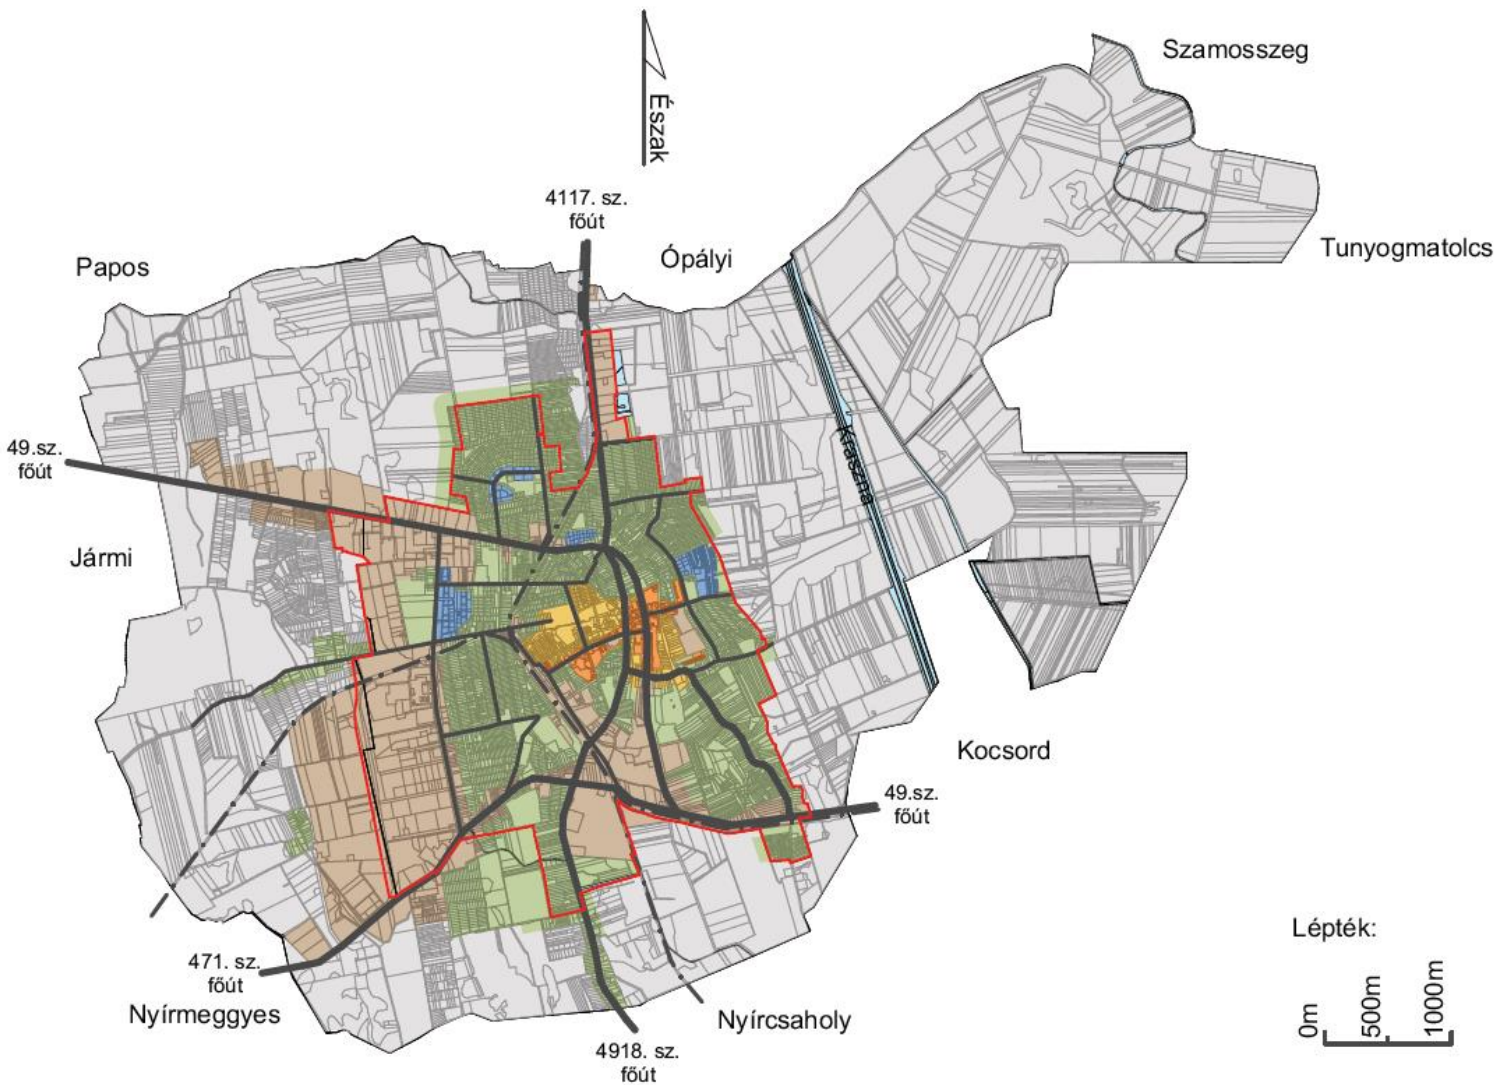 Szamosszeg
Észak
4117. sz.
főút
Papos
Ópályi
Tunyogmatolcs
49.sz.
főút
Kraszna
Jármi
Kocsord
49.sz.
főút
Lépték:
471. sz.
főút
Nyírmeggyes
Nyírcsaholy
0m
500m
1000m
4918. sz.
főút